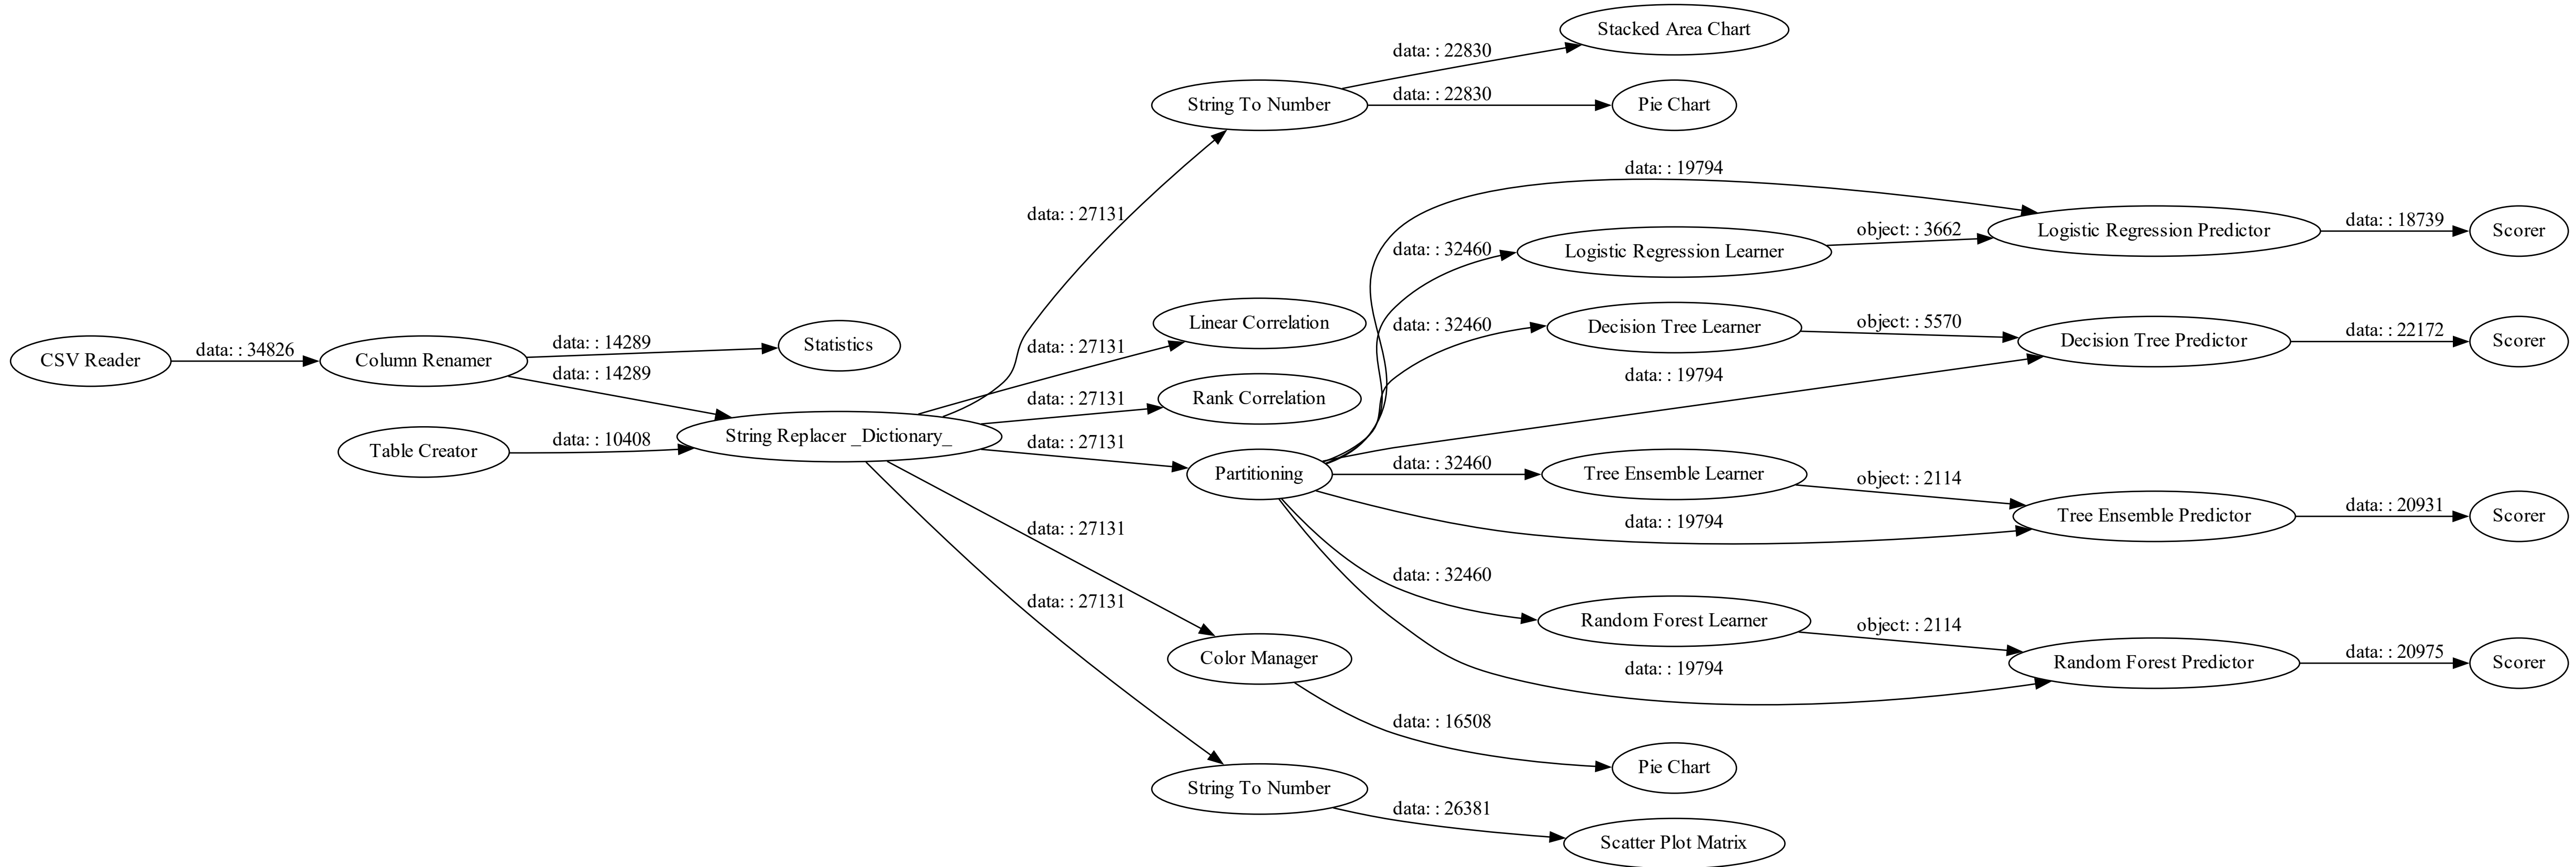 Stacked Area Chart
data: : 22830
String To Number
data: : 22830
Pie Chart
data: : 19794
data: : 27131
data: : 32460
Logistic Regression Learner
object: : 3662
Logistic Regression Predictor
data: : 18739
Scorer
data: : 32460
Decision Tree Learner
object: : 5570
Decision Tree Predictor
data: : 22172
Scorer
Linear Correlation
data: : 27131
CSV Reader
data: : 34826
Column Renamer
data: : 14289
Statistics
data: : 14289
data: : 19794
data: : 27131
Rank Correlation
Table Creator
data: : 10408
String Replacer _Dictionary_
data: : 27131
Partitioning
data: : 32460
Tree Ensemble Learner
object: : 2114
Tree Ensemble Predictor
data: : 20931
Scorer
data: : 19794
data: : 27131
data: : 32460
data: : 27131
Random Forest Learner
object: : 2114
Random Forest Predictor
data: : 20975
Scorer
data: : 19794
Color Manager
data: : 16508
Pie Chart
String To Number
data: : 26381
Scatter Plot Matrix